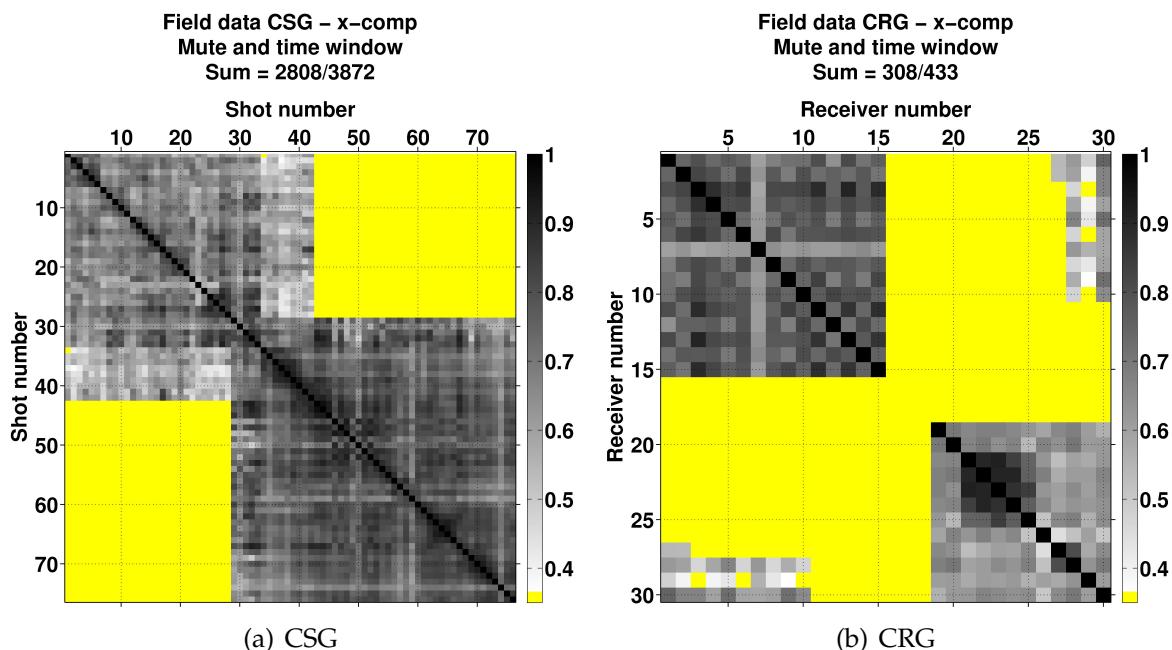 Field data CSG – x–comp
Mute and time window
Sum = 2808/3872
Shot number
10 20 30 40 50 60 70
10
20
30
40
50
60
70
Shot number
1
0.9
0.8
0.7
0.6
0.5
0.4
(a) CSG
Field data CRG – x–comp
Mute and time window
Sum = 308/433
Receiver number
5 10 15 20 25 30
5
10
15
20
25
30
Receiver number
1
0.9
0.8
0.7
0.6
0.5
0.4
(b) CRG